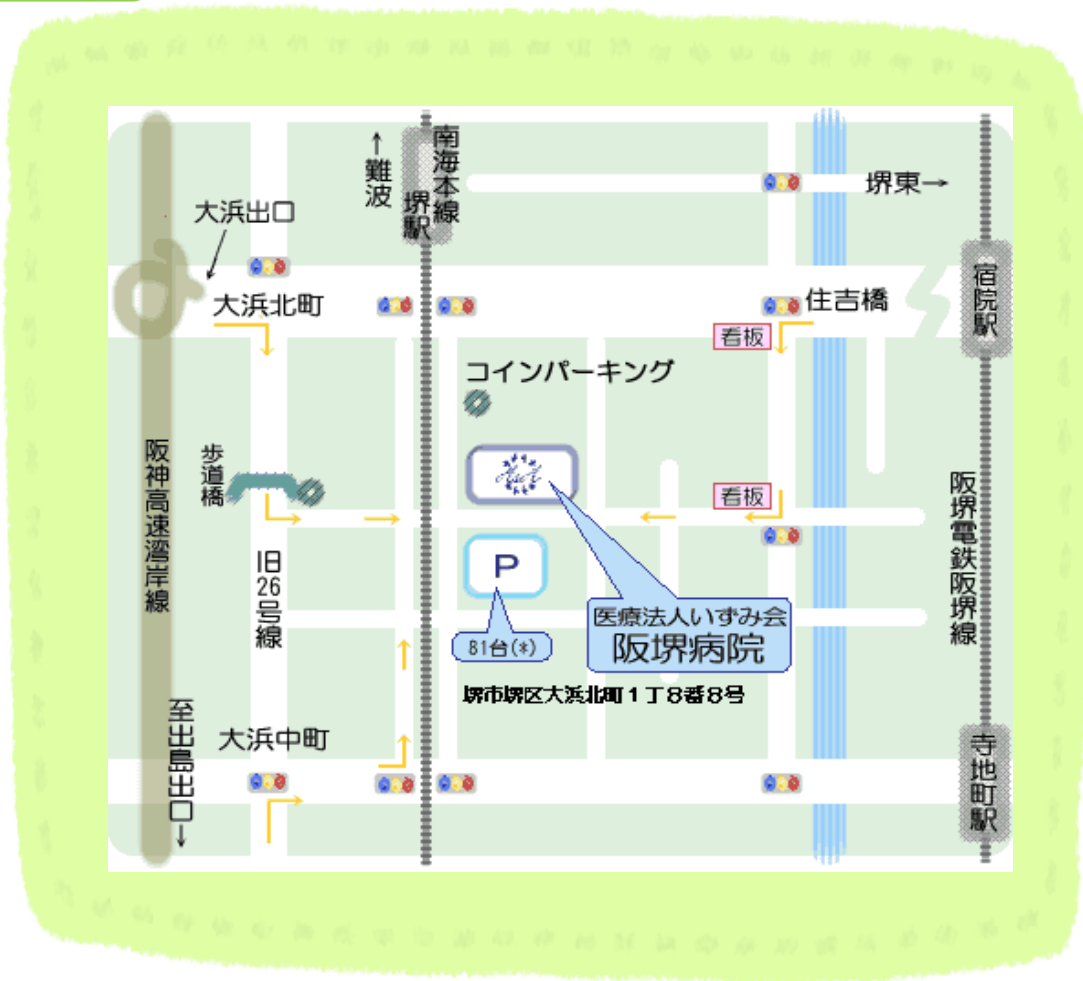 ←難波
南海本線
堺駅
堺東→
大浜出口
宿院駅
大浜北町
住吉橋
看板
コインパーキング
阪神高速湾岸線
歩道橋
看板
阪堺電鉄阪堺線
旧26号線
P
81台(*)
医療法人いずみ会
阪堺病院
堺市堺区大浜北町1丁8番8号
至出島出口→
大浜中町
寺地町駅